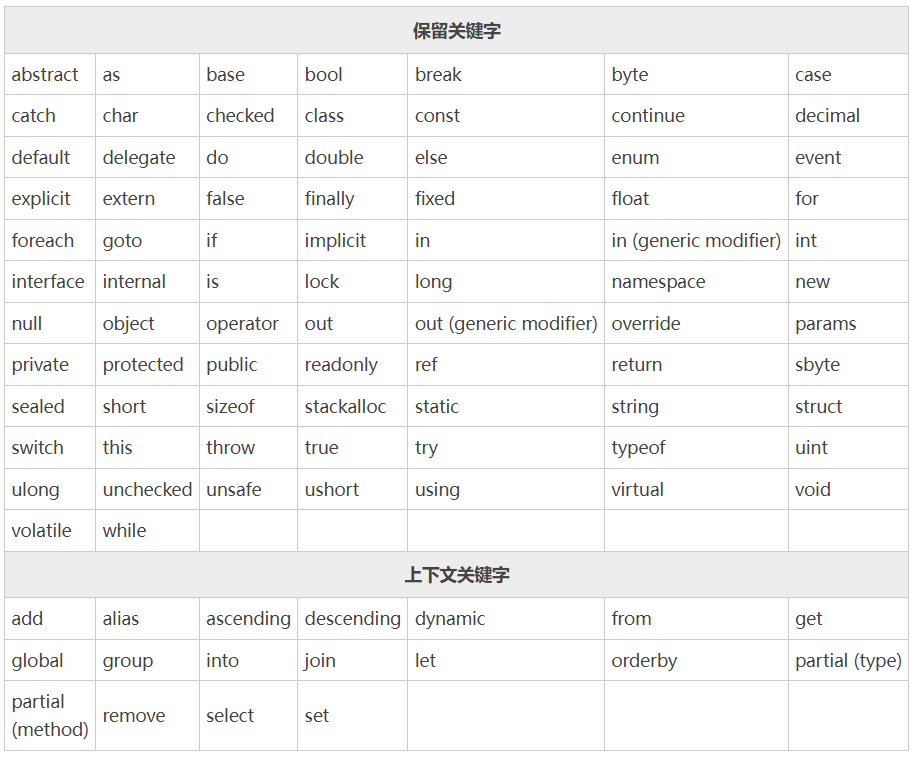 保留关键字
abstract as base bool break byte case
catch char checked class const continue decimal
default delegate do double else enum event
explicit extern false finally fixed float for
foreach goto if implicit in in (generic modifier) int
interface internal is lock long namespace new
null object operator out out (generic modifier) override params
private protected public readonly ref return sbyte
sealed short sizeof stackalloc static string struct
switch this throw true try typeof uint
ulong unchecked unsafe ushort using virtual void
volatile while
上下文关键字
add alias ascending descending dynamic from get
global group into join let orderby partial (type)
partial
(method) remove select set